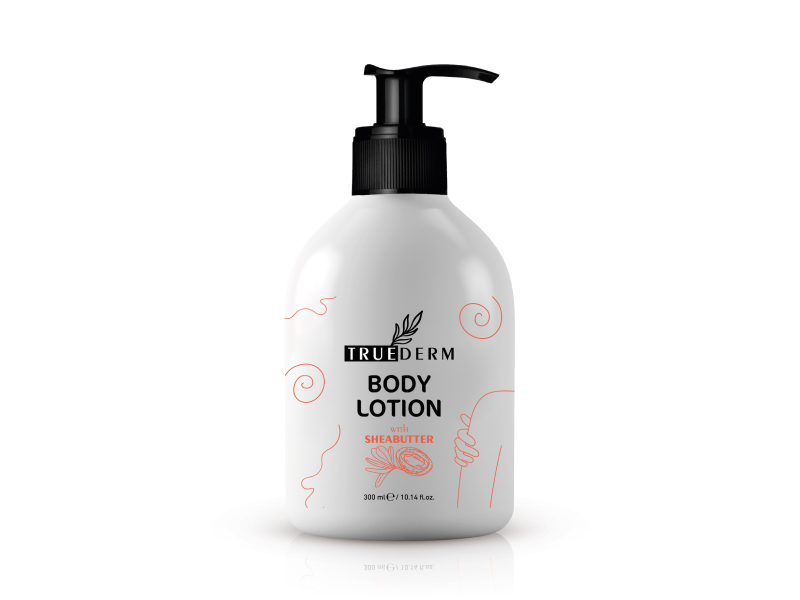 TRUEDERM
BODY
LOTION
with
SHEABUTTER
300 ml ℮ / 10.14 fl.oz.